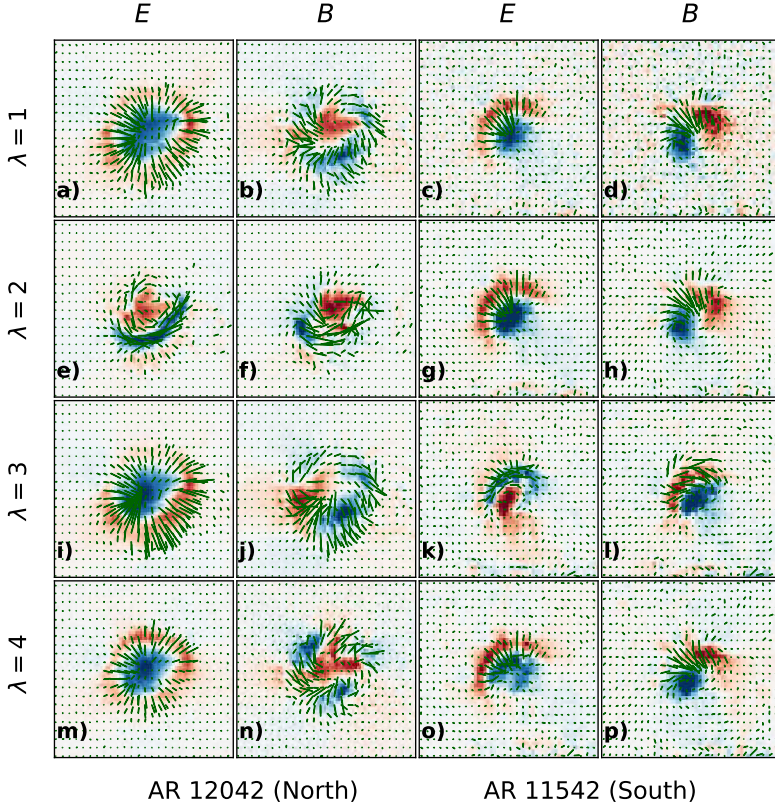 E B E B
λ = 1
a) b) c) d)
λ = 2
e) f) g) h)
λ = 3
i) j) k) l)
λ = 4
m) n) o) p)
AR 12042 (North) AR 11542 (South)